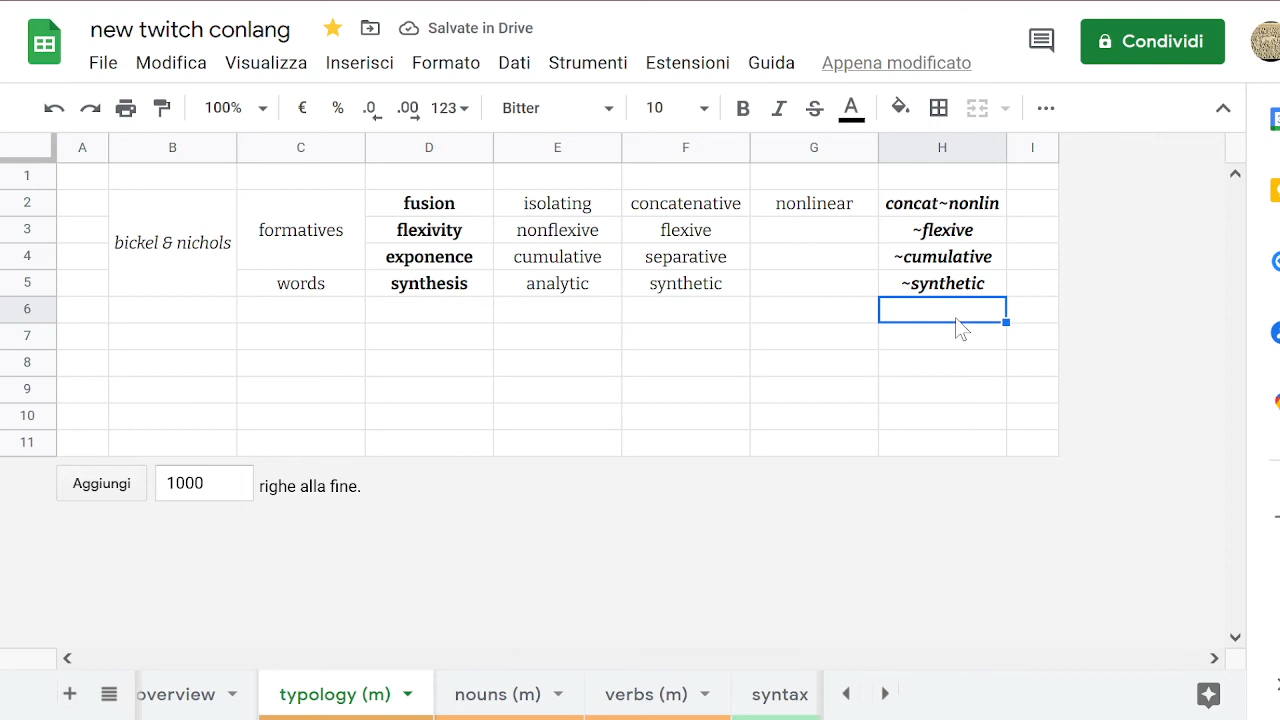 new twitch conlang
Salvate in Drive
File Modifica Visualizza Inserisci Formato Dati Strumenti Estensioni Guida Appena modificato
Condividi
100% € % .0 .00 123 Bitter 10 B I S A
A B C D E F G H I
1
2 fusion isolating concatenative nonlinear concat~nonlin
3 bickel & nichols formatives flexivity nonflexive flexive ~flexive
4 exponence cumulative separative ~cumulative
5 words synthesis analytic synthetic ~synthetic
6
7
8
9
10
11
Aggiungi 1000 righe alla fine.
overview typology (m) nouns (m) verbs (m) syntax